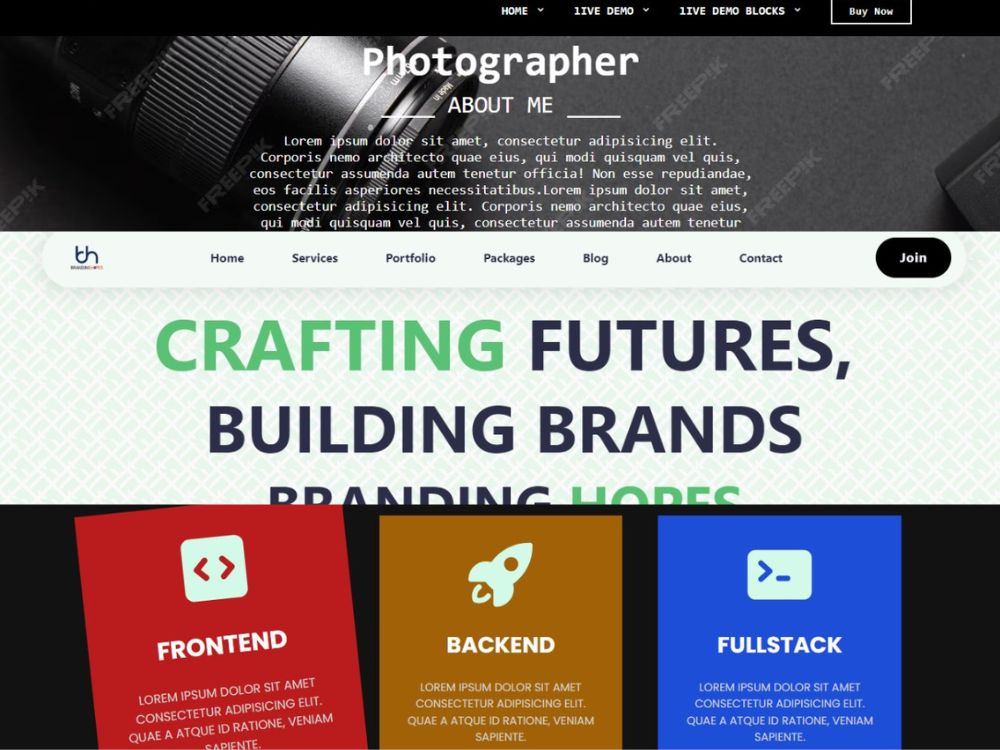 HOME 1IVE DEMO 1IVE DEMO BLOCKS Buy Now
Photographer
ABOUT ME
Lorem ipsum dolor sit amet, consectetur adipisicing elit.
Corporis nemo architecto quae eius, qui modi quisquam vel quis,
consectetur assumenda autem tenetur officia! Non esse repudiandae,
eos facilis asperiores necessitatibus.Lorem ipsum dolor sit amet,
consectetur adipisicing elit. Corporis nemo architecto quae eius,
qui modi quisquam vel quis, consectetur assumenda autem tenetur
FREEPIK
FREEPIK
FREEPIK
FREEPIK
Made in
bh
BRANDINGHOPES
Home Services Portfolio Packages Blog About Contact Join
CRAFTING FUTURES,
BUILDING BRANDS
BRANDING HOPES
FRONTEND
LOREM IPSUM DOLOR SIT AMET
CONSECTETUR ADIPISICING ELIT.
QUAE A ATQUE ID RATIONE, VENIAM
SAPIENTE.
BACKEND
LOREM IPSUM DOLOR SIT AMET
CONSECTETUR ADIPISICING ELIT.
QUAE A ATQUE ID RATIONE, VENIAM
SAPIENTE.
FULLSTACK
LOREM IPSUM DOLOR SIT AMET
CONSECTETUR ADIPISICING ELIT.
QUAE A ATQUE ID RATIONE, VENIAM
SAPIENTE.